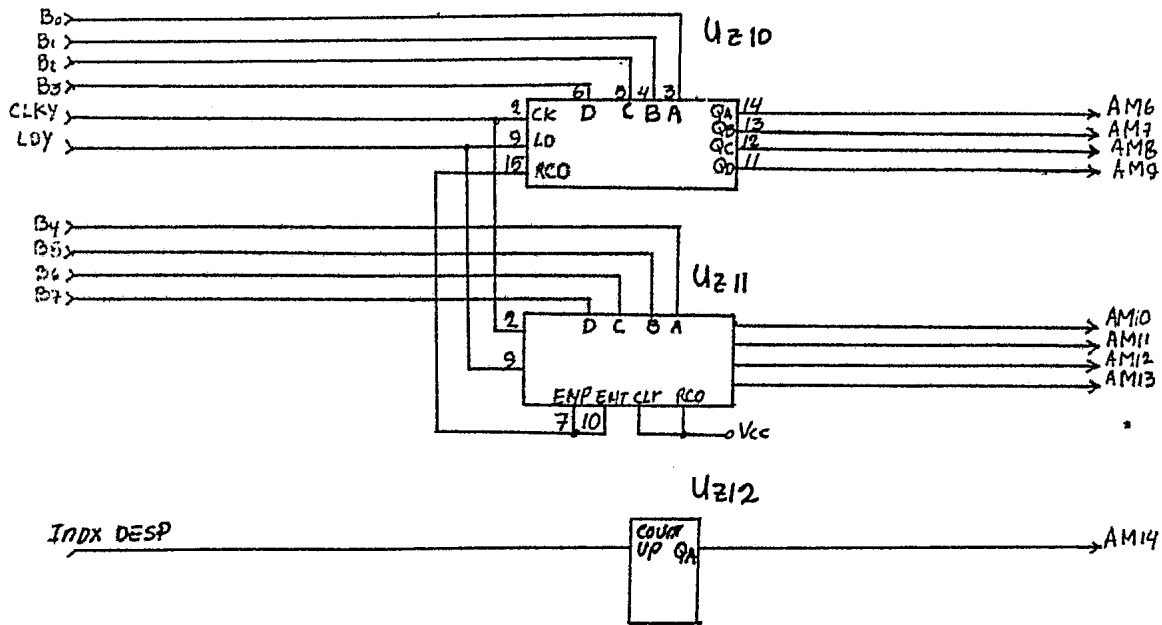 B0
B1
B2
B3
CLKY
LDY
UZ10
6 5 4 3
D C B A
2 CK
9 LD
15 RCO
QA 14
QB 13
QC 12
QD 11
AM6
AM7
AM8
AM9
B4
B5
B6
B7
UZ11
D C B A
2
9
ENP ENT CLr RCO
7 10
Vcc
AM10
AM11
AM12
AM13
UZ12
INDX DESP
COUNT
UP QA
AM14